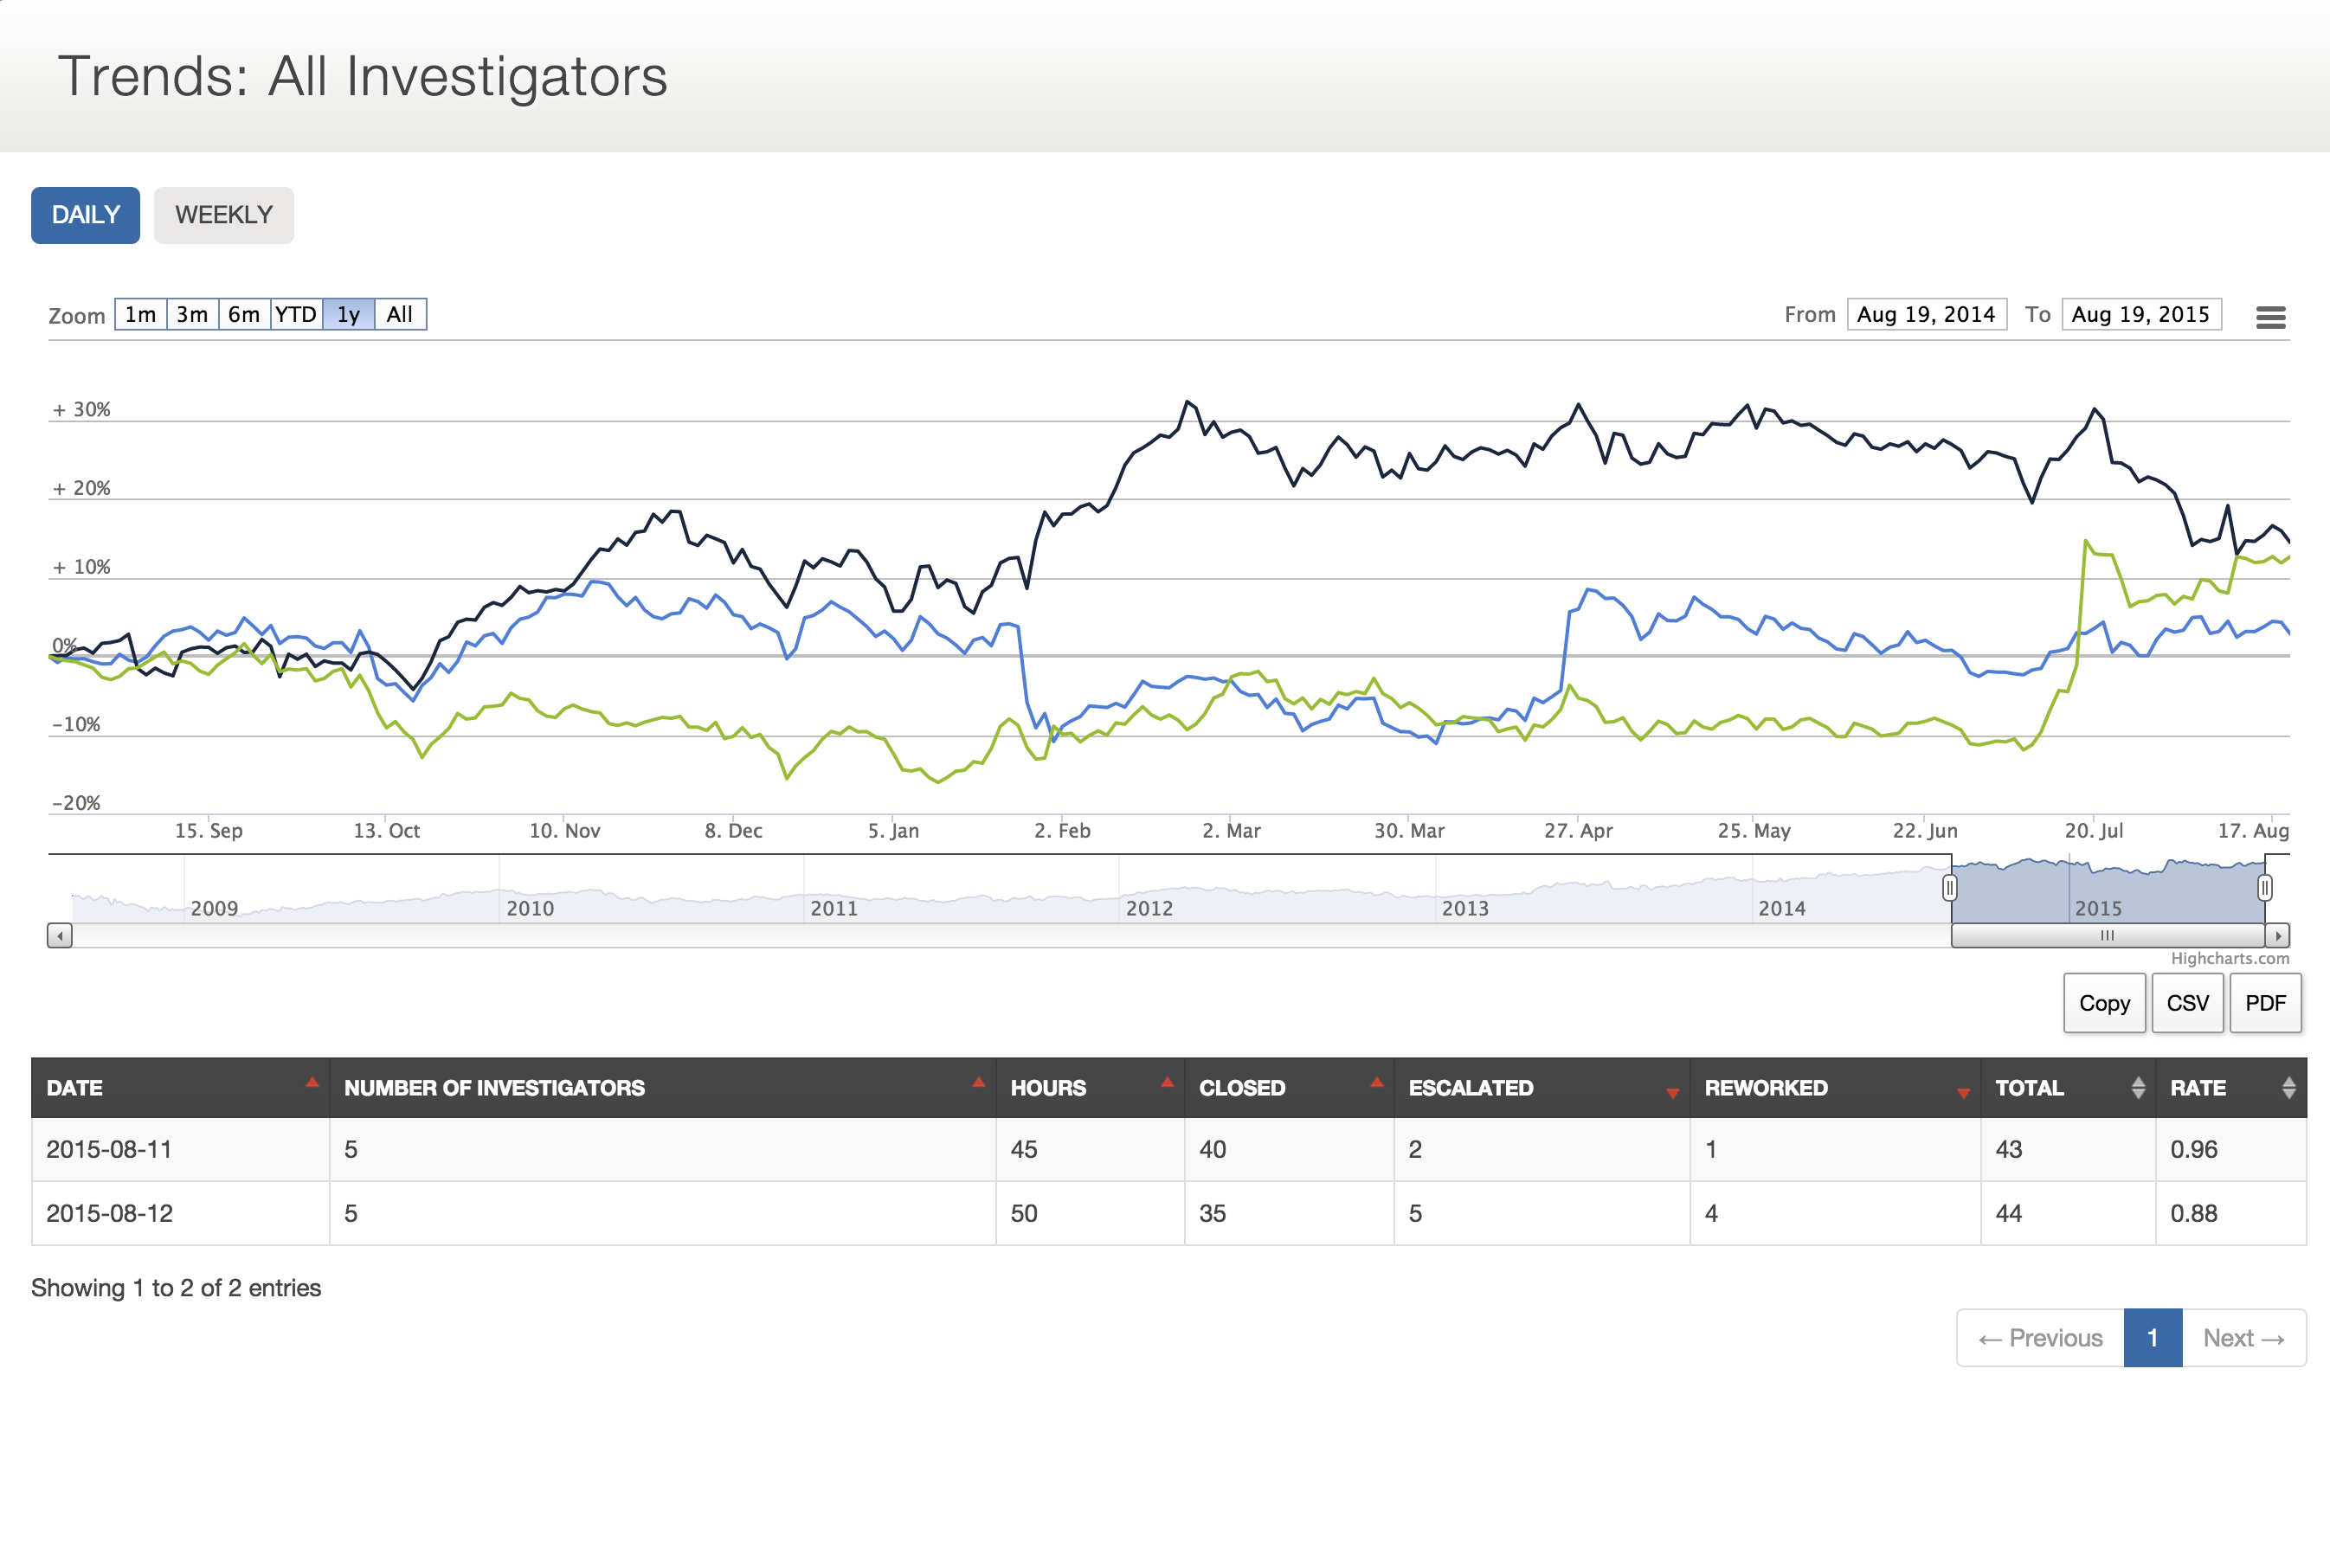 Trends: All Investigators
DAILY WEEKLY
Zoom 1m 3m 6m YTD 1y All From Aug 19, 2014 To Aug 19, 2015
+ 30%
+ 20%
+ 10%
0%
-10%
-20%
15. Sep 13. Oct 10. Nov 8. Dec 5. Jan 2. Feb 2. Mar 30. Mar 27. Apr 25. May 22. Jun 20. Jul 17. Aug
2009 2010 2011 2012 2013 2014 2015
Highcharts.com
Copy CSV PDF
DATE NUMBER OF INVESTIGATORS HOURS CLOSED ESCALATED REWORKED TOTAL RATE
2015-08-11 5 45 40 2 1 43 0.96
2015-08-12 5 50 35 5 4 44 0.88
Showing 1 to 2 of 2 entries
← Previous 1 Next →